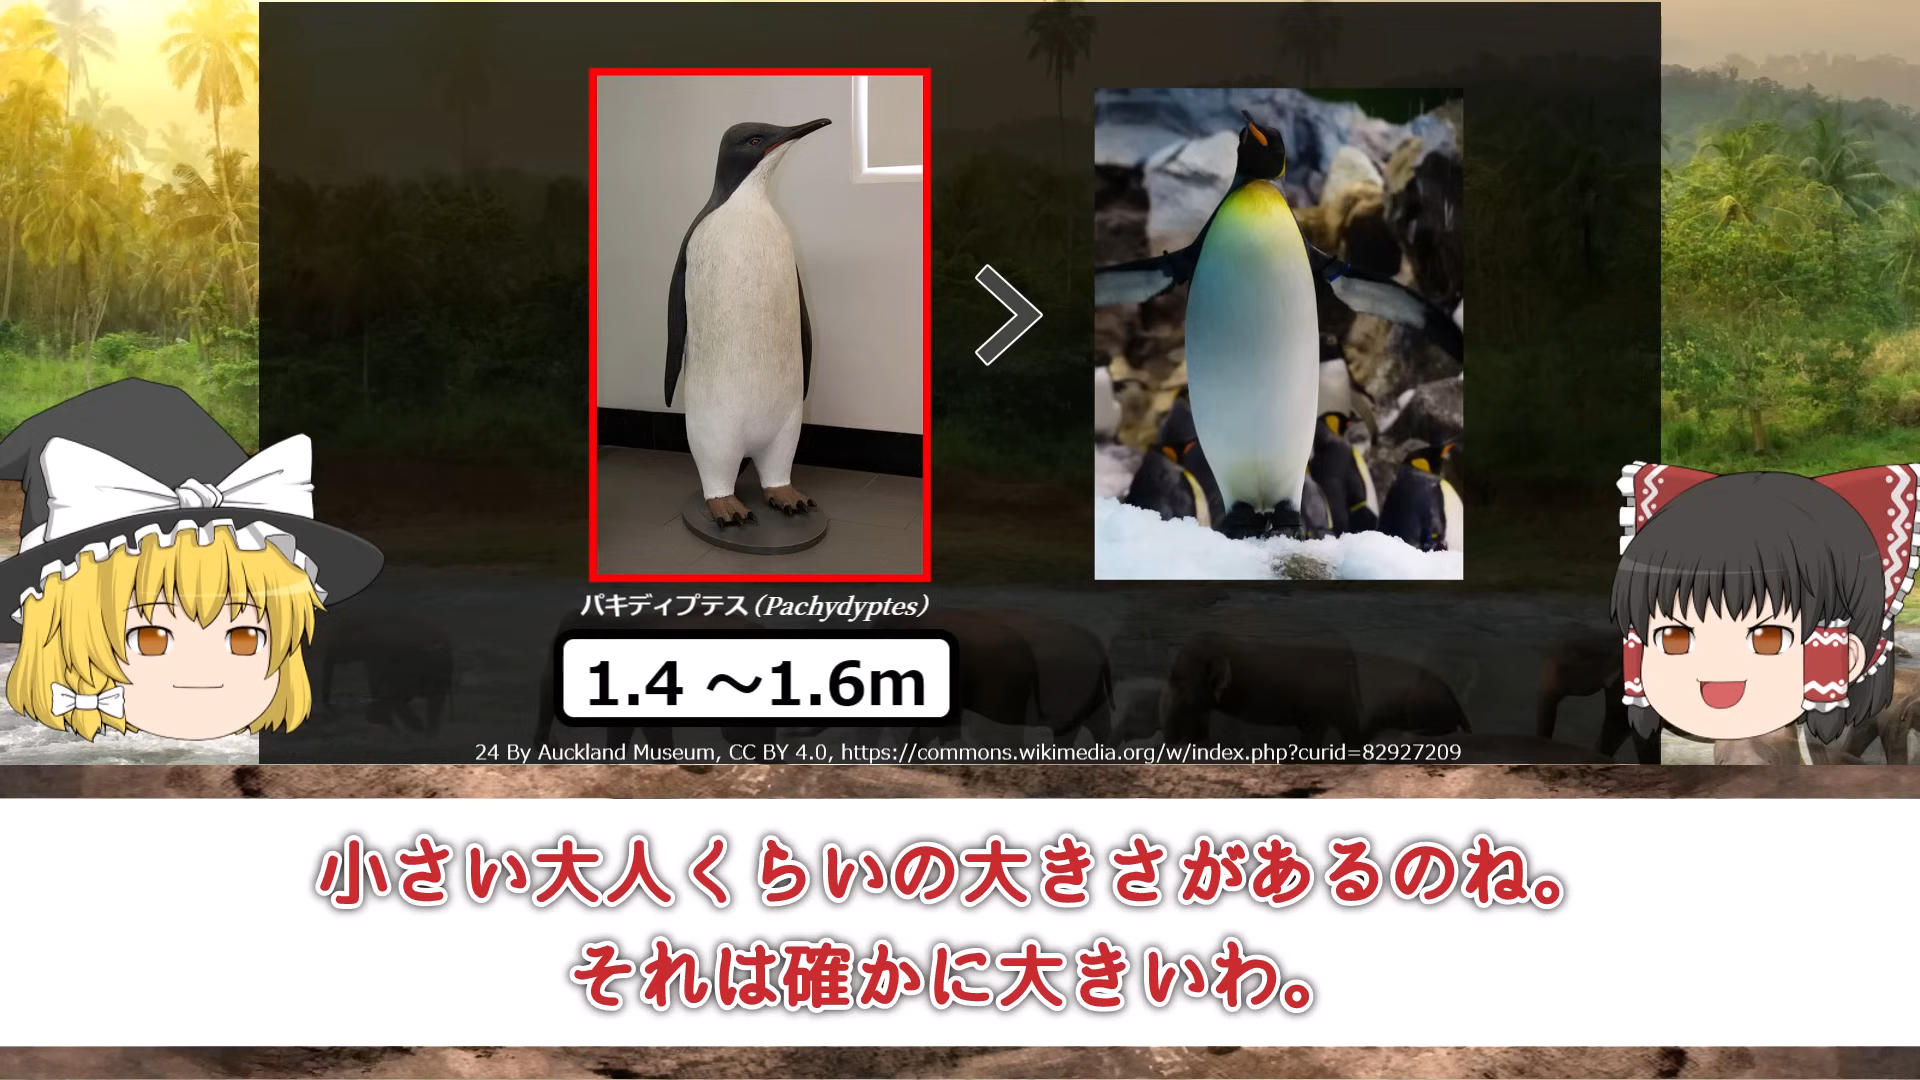 パキディプテス（Pachydyptes）
1.4 ～1.6m
24 By Auckland Museum, CC BY 4.0, https://commons.wikimedia.org/w/index.php?curid=82927209
小さい大人くらいの大きさがあるのね。
それは確かに大きいわ。